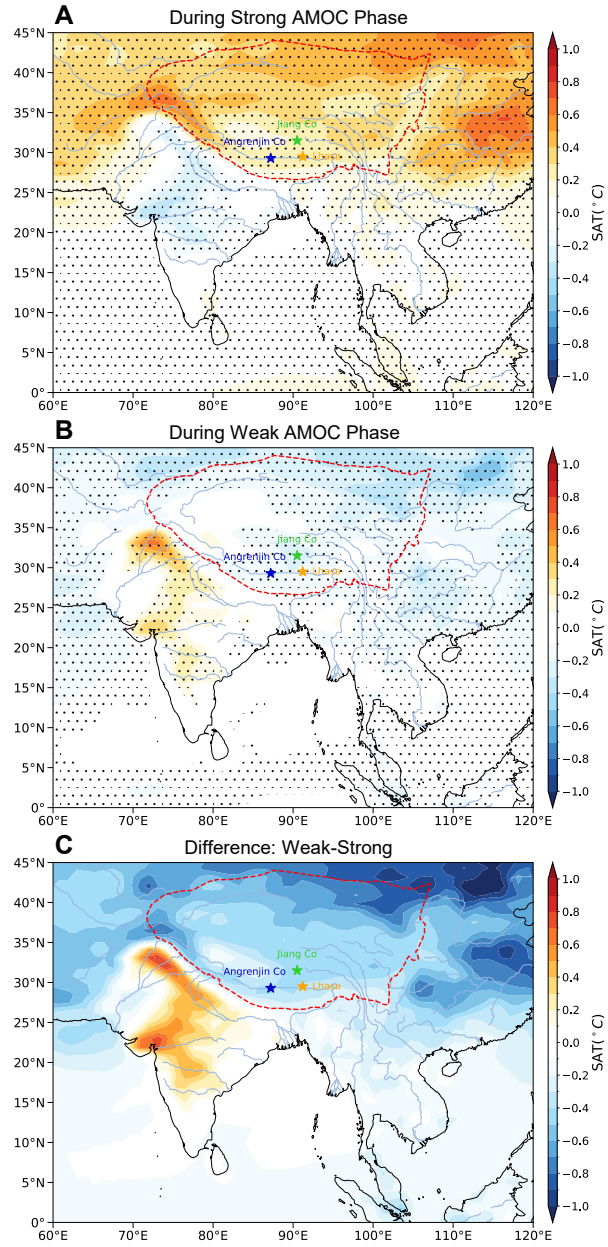 A
During Strong AMOC Phase
45°N
40°N
35°N
30°N
25°N
20°N
15°N
10°N
5°N
0°
60°E
70°E
80°E
90°E
100°E
110°E
120°E
Jiang Co
Angrenjin Co
Lhasa
1.0
0.8
0.6
0.4
0.2
0.0
−0.2
−0.4
−0.6
−0.8
−1.0
SAT(°C)
B
During Weak AMOC Phase
45°N
40°N
35°N
30°N
25°N
20°N
15°N
10°N
5°N
0°
60°E
70°E
80°E
90°E
100°E
110°E
120°E
Jiang Co
Angrenjin Co
Lhasa
1.0
0.8
0.6
0.4
0.2
0.0
−0.2
−0.4
−0.6
−0.8
−1.0
SAT(°C)
C
Difference: Weak-Strong
45°N
40°N
35°N
30°N
25°N
20°N
15°N
10°N
5°N
0°
60°E
70°E
80°E
90°E
100°E
110°E
120°E
Jiang Co
Angrenjin Co
Lhasa
1.0
0.8
0.6
0.4
0.2
0.0
−0.2
−0.4
−0.6
−0.8
−1.0
SAT(°C)